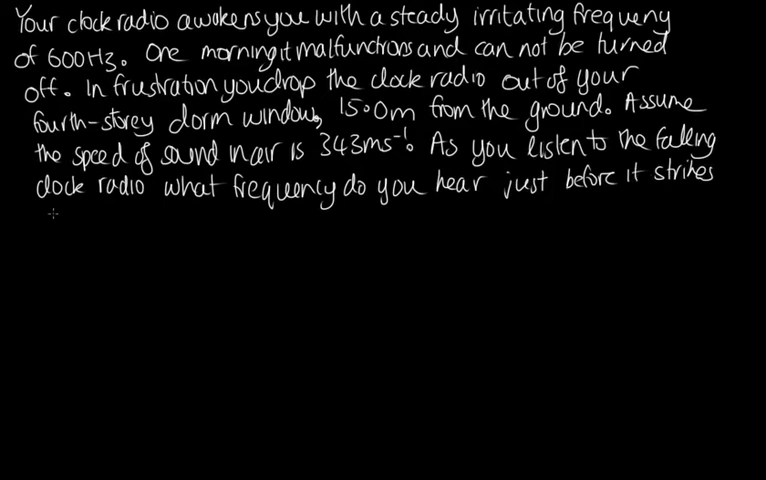 Your clock radio awakens you with a steady irritating frequeny
of 600Hz. One morning it malfunctions and can not be turned
off. In frustration you drop the clock radio out of your
fourth-storey dorm window, 15.0m from the ground. Assume
the speed of sound in air is 343ms⁻¹. As you listen to the falling
clock radio what frequency do you hear just before it strikes